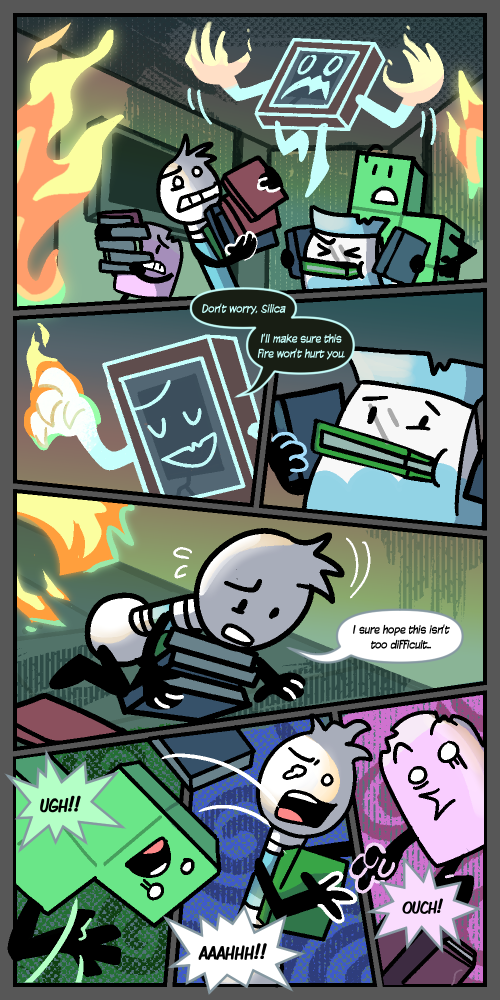 Don't worry, Silica
I'll make sure this
fire won't hurt you.
I sure hope this isn't
too difficult...
UGH!!
AAAHHH!!
OUCH!